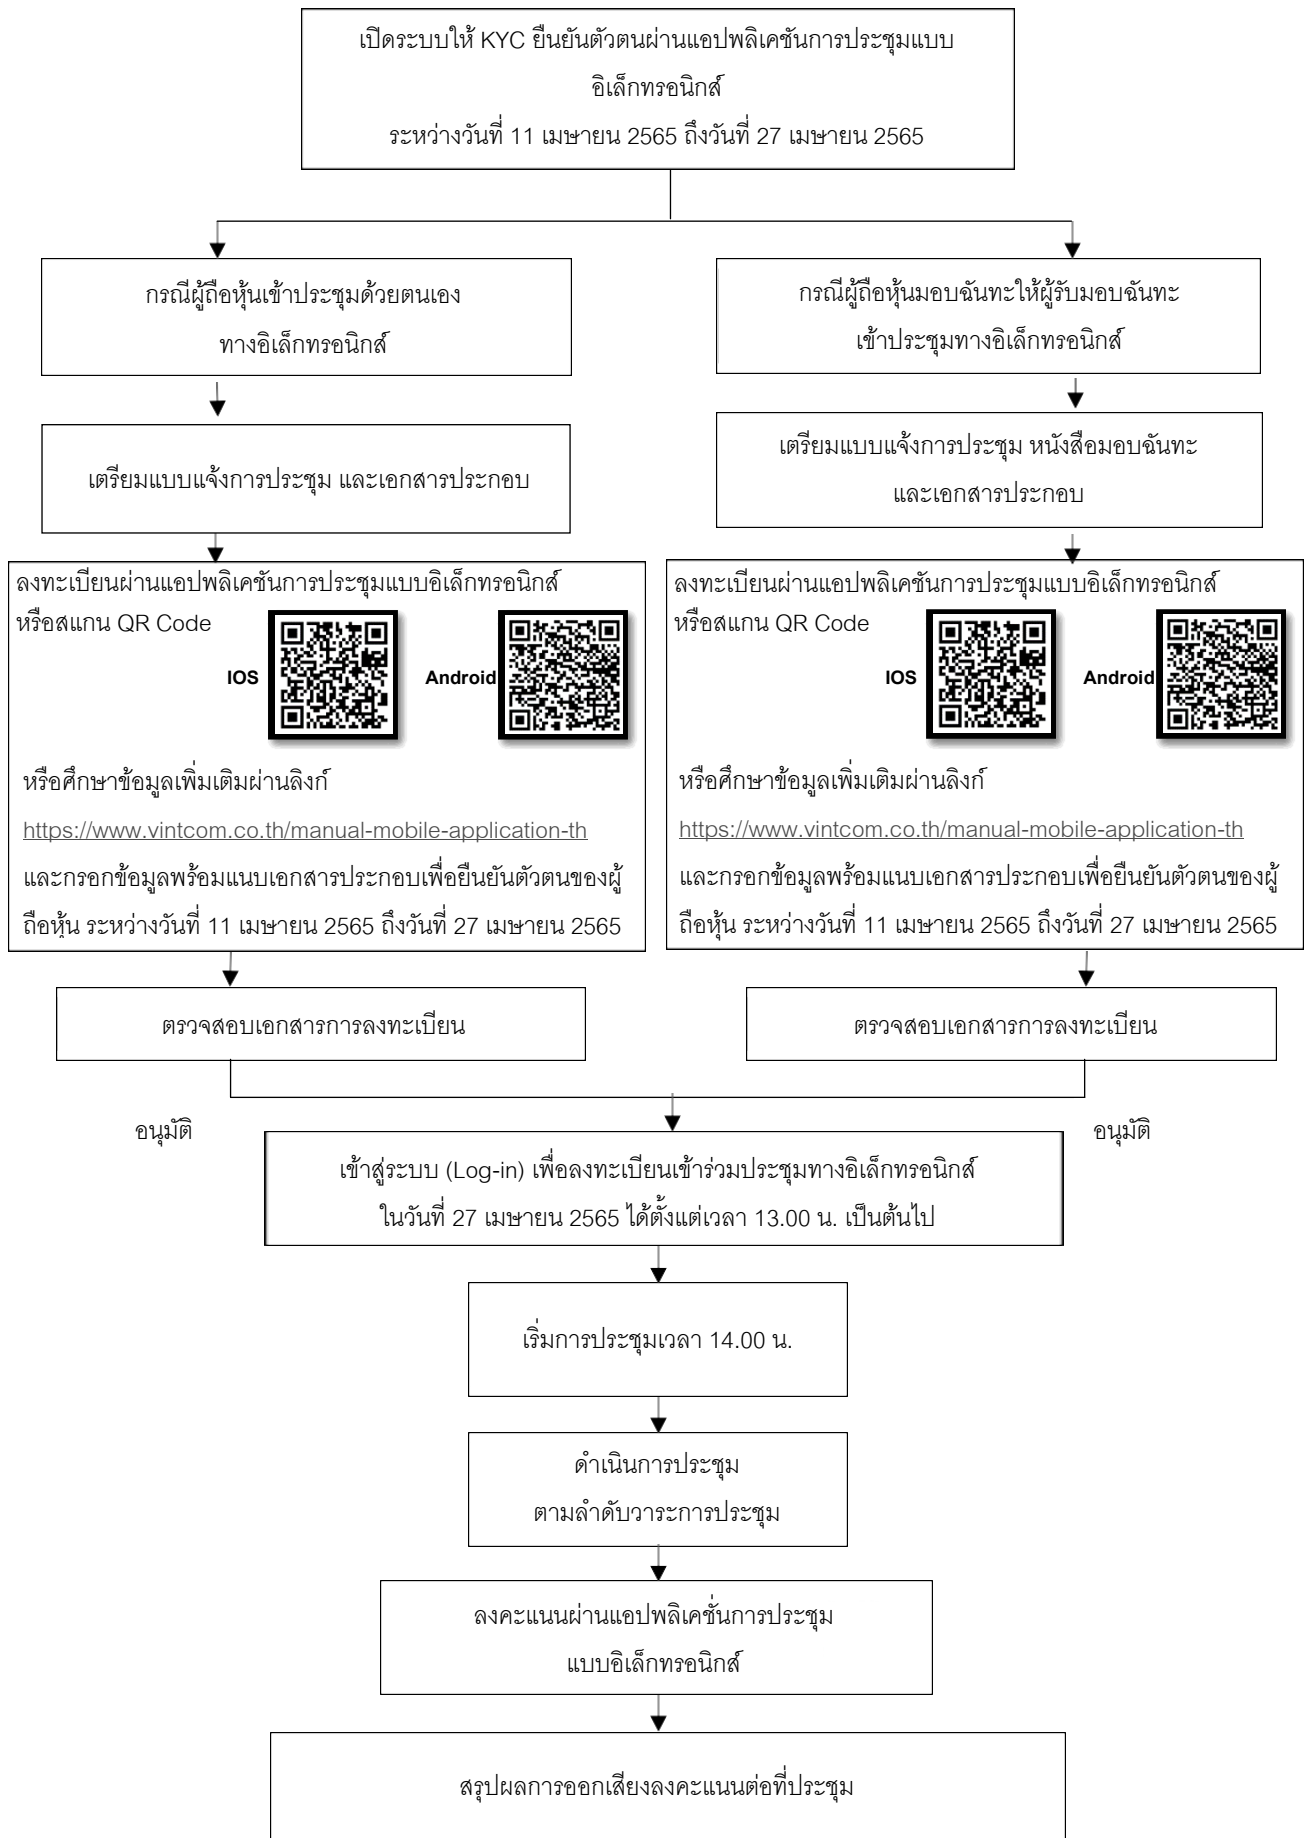 เปิดระบบให้ KYC ยืนยันตัวตนผ่านแอปพลิเคชันการประชุมแบบ
อิเล็กทรอนิกส์
ระหว่างวันที่ 11 เมษายน 2565 ถึงวันที่ 27 เมษายน 2565
กรณีผู้ถือหุ้นเข้าประชุมด้วยตนเอง
ทางอิเล็กทรอนิกส์
เตรียมแบบแจ้งการประชุม และเอกสารประกอบ
ลงทะเบียนผ่านแอปพลิเคชันการประชุมแบบอิเล็กทรอนิกส์
หรือสแกน QR Code
IOS
Android
หรือศึกษาข้อมูลเพิ่มเติมผ่านลิงก์
https://www.vintcom.co.th/manual-mobile-application-th
และกรอกข้อมูลพร้อมแนบเอกสารประกอบเพื่อยืนยันตัวตนของผู้
ถือหุ้น ระหว่างวันที่ 11 เมษายน 2565 ถึงวันที่ 27 เมษายน 2565
ตรวจสอบเอกสารการลงทะเบียน
อนุมัติ
กรณีผู้ถือหุ้นมอบฉันทะให้ผู้รับมอบฉันทะ
เข้าประชุมทางอิเล็กทรอนิกส์
เตรียมแบบแจ้งการประชุม หนังสือมอบฉันทะ
และเอกสารประกอบ
ลงทะเบียนผ่านแอปพลิเคชันการประชุมแบบอิเล็กทรอนิกส์
หรือสแกน QR Code
IOS
Android
หรือศึกษาข้อมูลเพิ่มเติมผ่านลิงก์
https://www.vintcom.co.th/manual-mobile-application-th
และกรอกข้อมูลพร้อมแนบเอกสารประกอบเพื่อยืนยันตัวตนของผู้
ถือหุ้น ระหว่างวันที่ 11 เมษายน 2565 ถึงวันที่ 27 เมษายน 2565
ตรวจสอบเอกสารการลงทะเบียน
อนุมัติ
เข้าสู่ระบบ (Log-in) เพื่อลงทะเบียนเข้าร่วมประชุมทางอิเล็กทรอนิกส์
ในวันที่ 27 เมษายน 2565 ได้ตั้งแต่เวลา 13.00 น. เป็นต้นไป
เริ่มการประชุมเวลา 14.00 น.
ดำเนินการประชุม
ตามลำดับวาระการประชุม
ลงคะแนนผ่านแอปพลิเคชั่นการประชุม
แบบอิเล็กทรอนิกส์
สรุปผลการออกเสียงลงคะแนนต่อที่ประชุม